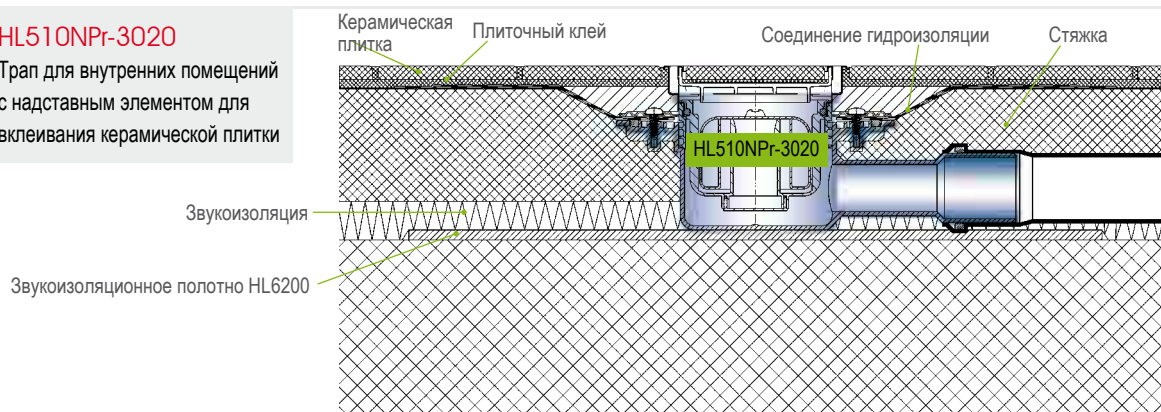 HL510NPr-3020
Трап для внутренних помещений
с надставным элементом для
вклеивания керамической плитки
Керамическая
плитка
Плиточный клей
Соединение гидроизоляции
Стяжка
HL510NPr-3020
Звукоизоляция
Звукоизоляционное полотно HL6200